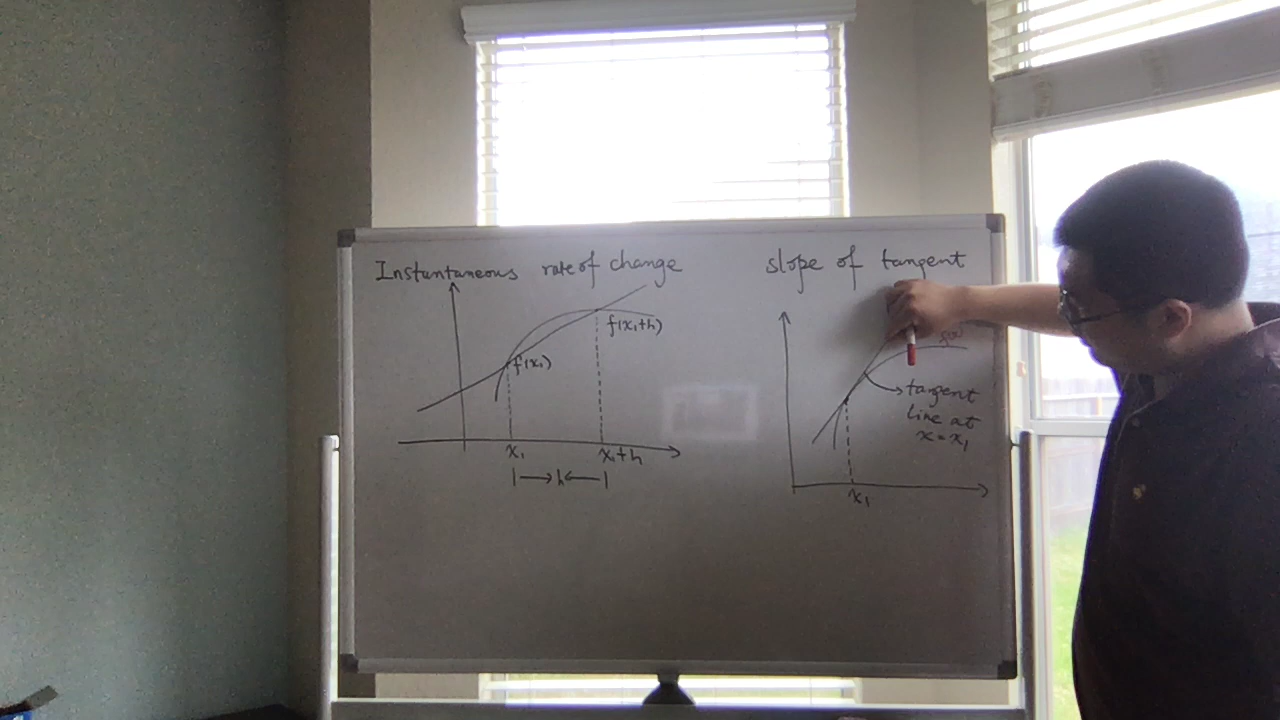 Instantaneous rate of change
f(x₁+h)
f(x₁)
x₁
x₁+h
|→h←|
slope of tangent
tangent
line at
x=x₁
x₁